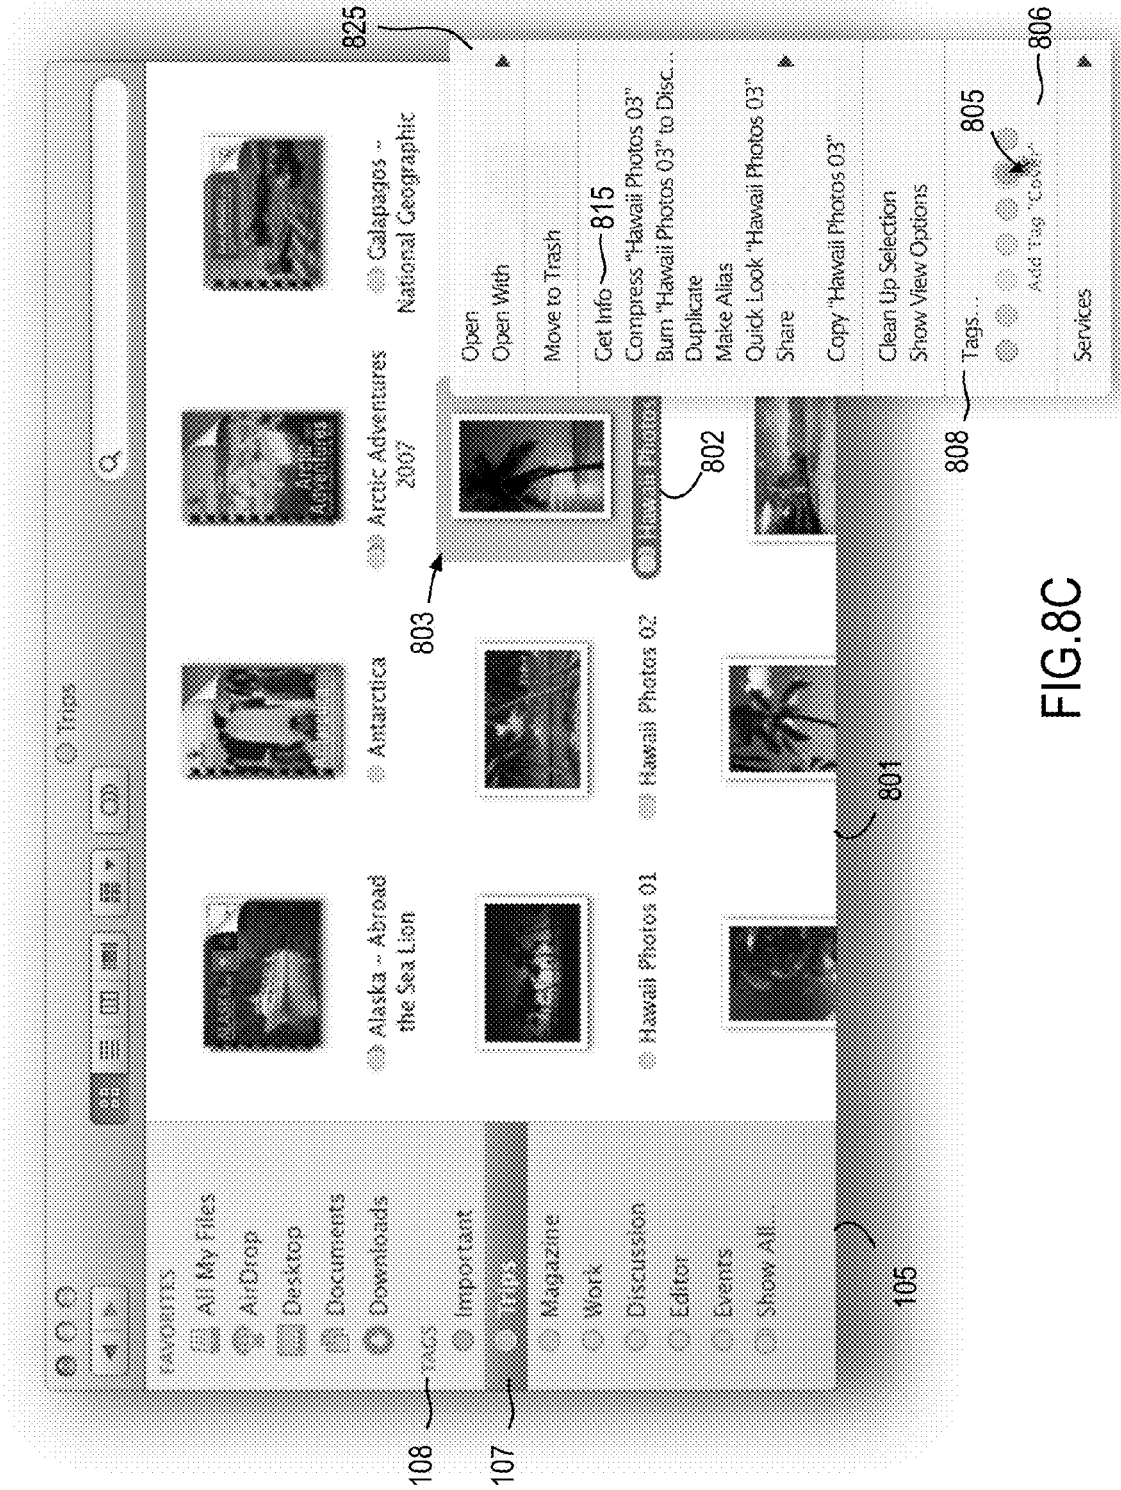 Trips
FAVORITES
All My Files
AirDrop
Desktop
Documents
Downloads
TAGS
Important
Trips
Magazine
Work
Discussion
Editor
Events
Show All...
Alaska – Abroad
the Sea Lion
Antarctica
Arctic Adventures
2007
Galapagos –
National Geographic
Hawaii Photos 01
Hawaii Photos 02
Open
Open With
Move to Trash
Get Info
Compress "Hawaii Photos 03"
Burn "Hawaii Photos 03" to Disc...
Duplicate
Make Alias
Quick Look "Hawaii Photos 03"
Share
Copy "Hawaii Photos 03"
Clean Up Selection
Show View Options
Tags...
Add Tag "Cover"
Services
108
107
105
801
803
802
808
815
825
805
806
FIG.8C